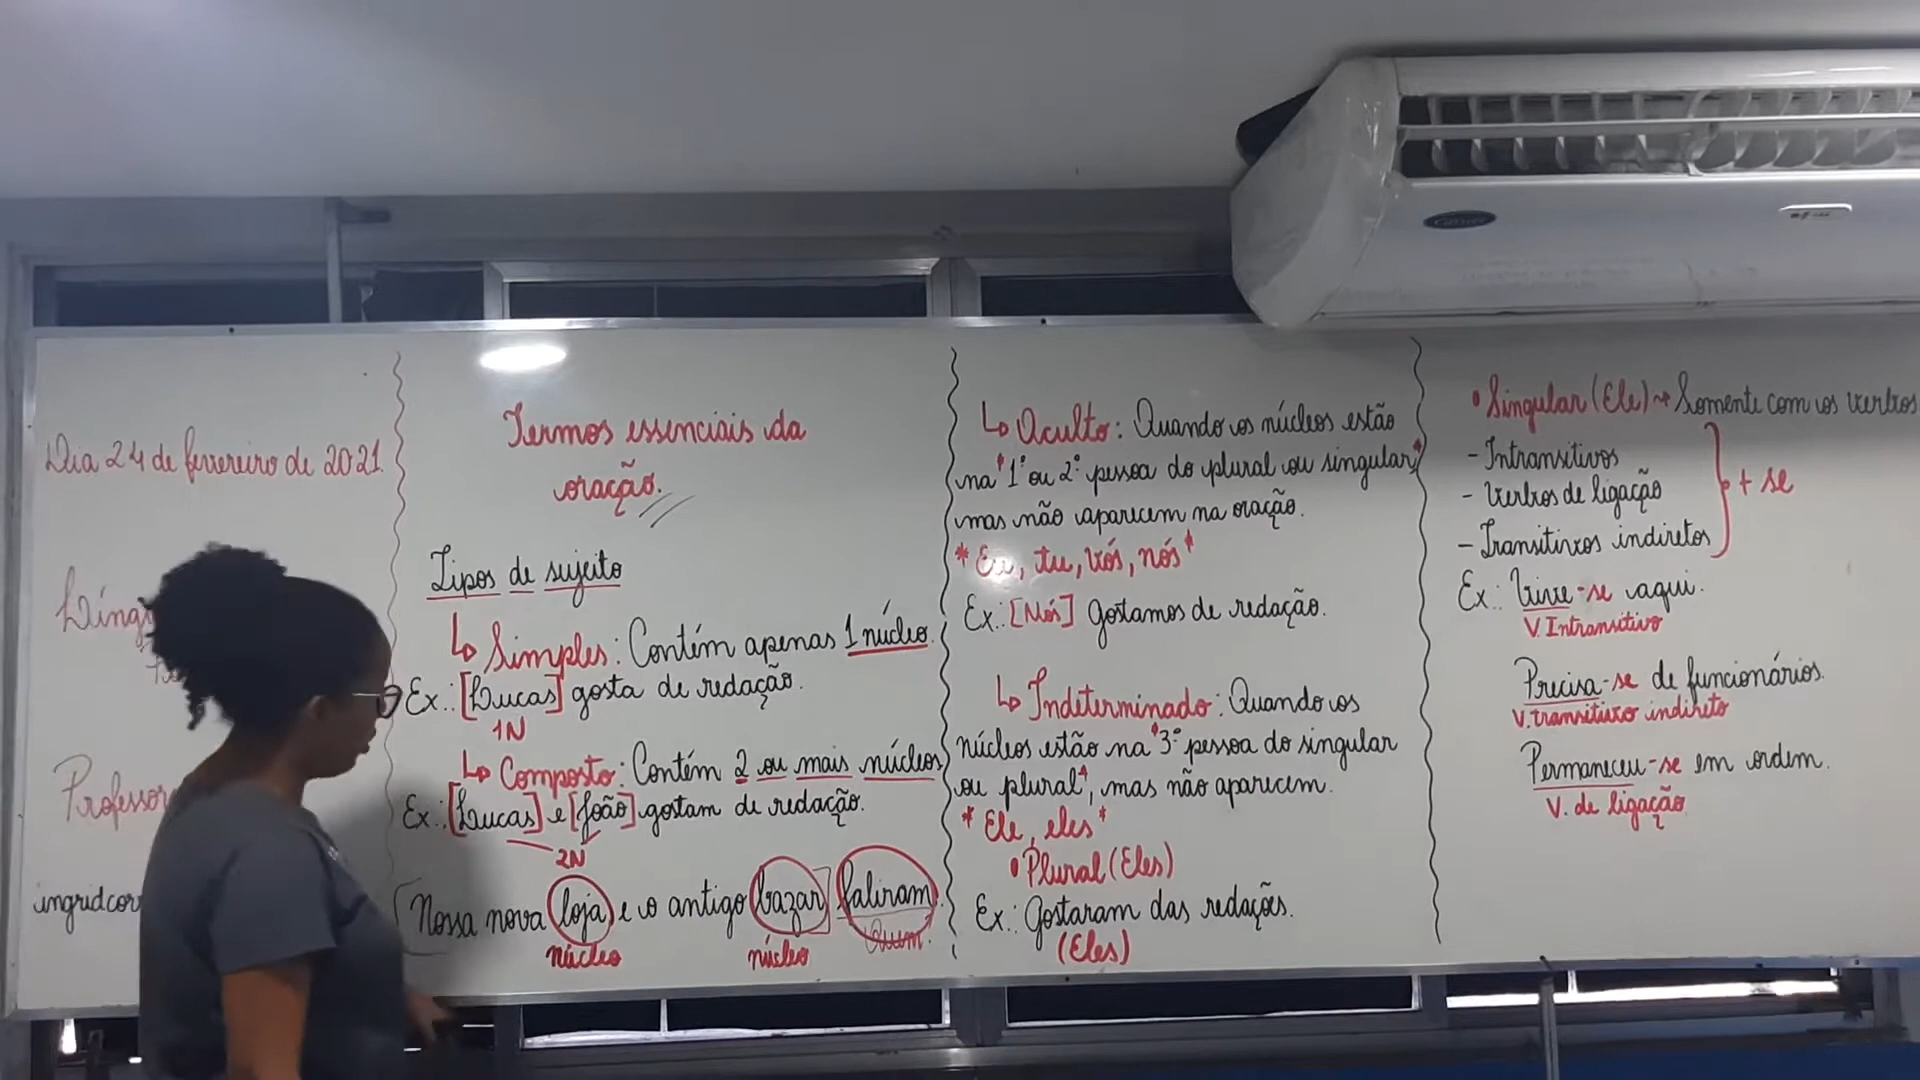 Dia 24 de fevereiro de 2021.
Professor
ingridcor
Termos essenciais da
oração.
Tipos de sujeito
↳ Simples: Contém apenas 1 núcleo.
Ex.: [Lucas] gosta de redação.
1N
↳ Composto: Contém 2 ou mais núcleos
Ex.: [Lucas] e [João] gostam de redação.
2N
Nossa nova loja e o antigo bazar faliram.
núcleo núcleo Quem?
↳ Oculto: Quando os núcleos estão
na *1ª ou 2ª pessoa do plural ou singular,*
mas não aparecem na oração.
* Eu, tu, vós, nós *
Ex.: [Nós] Gostamos de redação.
↳ Indeterminado: Quando os
núcleos estão na *3ª pessoa do singular
ou plural*, mas não aparecem.
* Ele, eles *
• Plural (Eles)
Ex.: Gostaram das redações.
(Eles)
• Singular (Ele) → Somente com os verbos
- Intransitivos
- Verbos de ligação
- Transitivos indiretos
+ se
Ex.: Vive-se aqui.
V. Intransitivo
Precisa-se de funcionários.
V. transitivo indireto
Permaneceu-se em ordem.
V. de ligação
Carrier